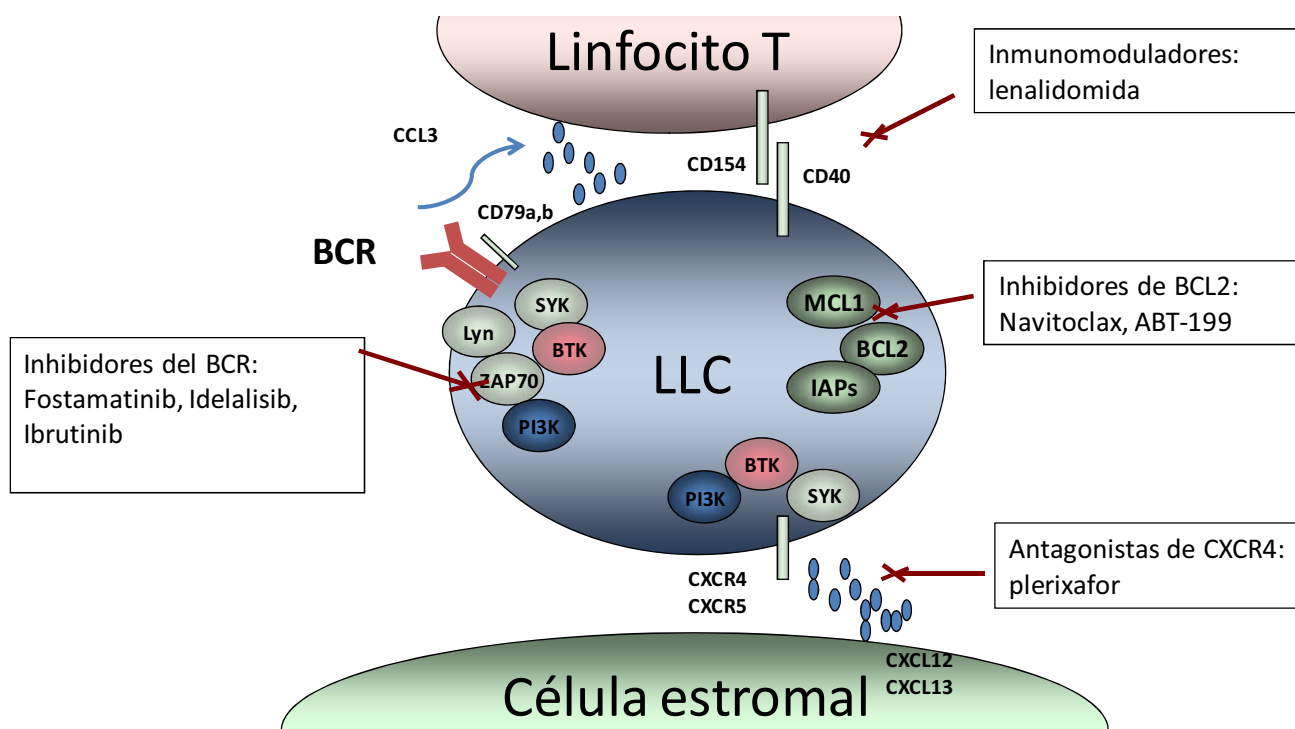 Linfocito T
Inmunomoduladores:
lenalidomida
CCL3
CD154
CD40
CD79a,b
BCR
SYK
Lyn
BTK
ZAP70
PI3K
LLC
MCL1
BCL2
IAPs
Inhibidores de BCL2:
Navitoclax, ABT-199
Inhibidores del BCR:
Fostamatinib, Idelalisib,
Ibrutinib
BTK
PI3K
SYK
CXCR4
CXCR5
Antagonistas de CXCR4:
plerixafor
CXCL12
CXCL13
Célula estromal